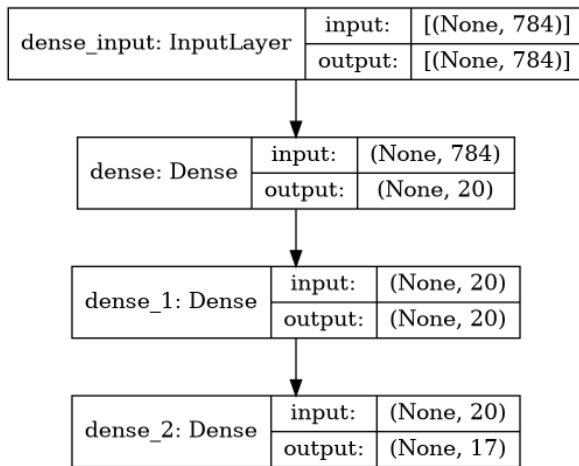 dense_input: InputLayer
input: [(None, 784)]
output: [(None, 784)]
dense: Dense
input: (None, 784)
output: (None, 20)
dense_1: Dense
input: (None, 20)
output: (None, 20)
dense_2: Dense
input: (None, 20)
output: (None, 17)